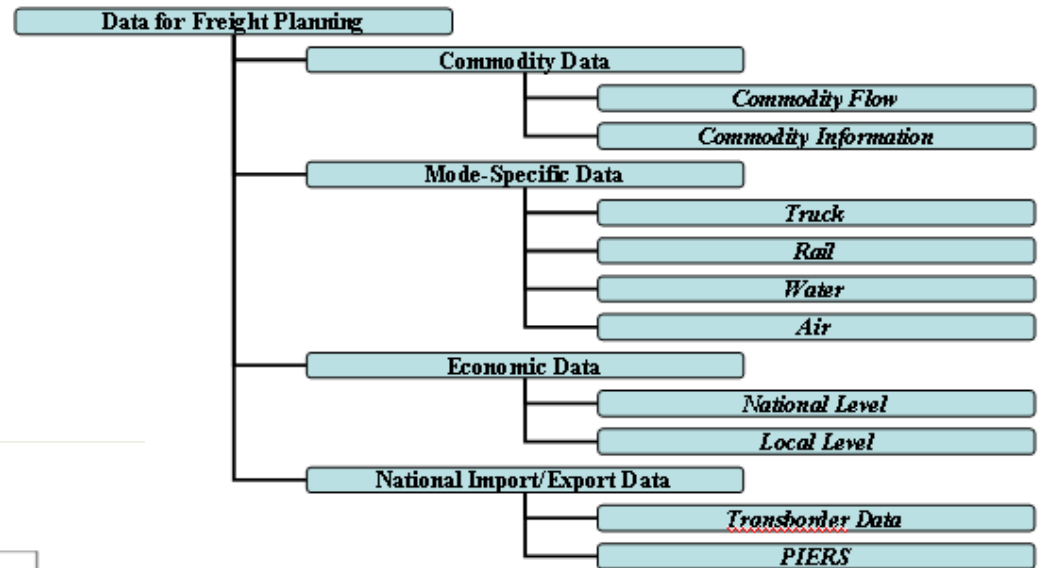 Data for Freight Planning
Commodity Data
Commodity Flow
Commodity Information
Mode-Specific Data
Truck
Rail
Water
Air
Economic Data
National Level
Local Level
National Import/Export Data
Transborder Data
PIERS